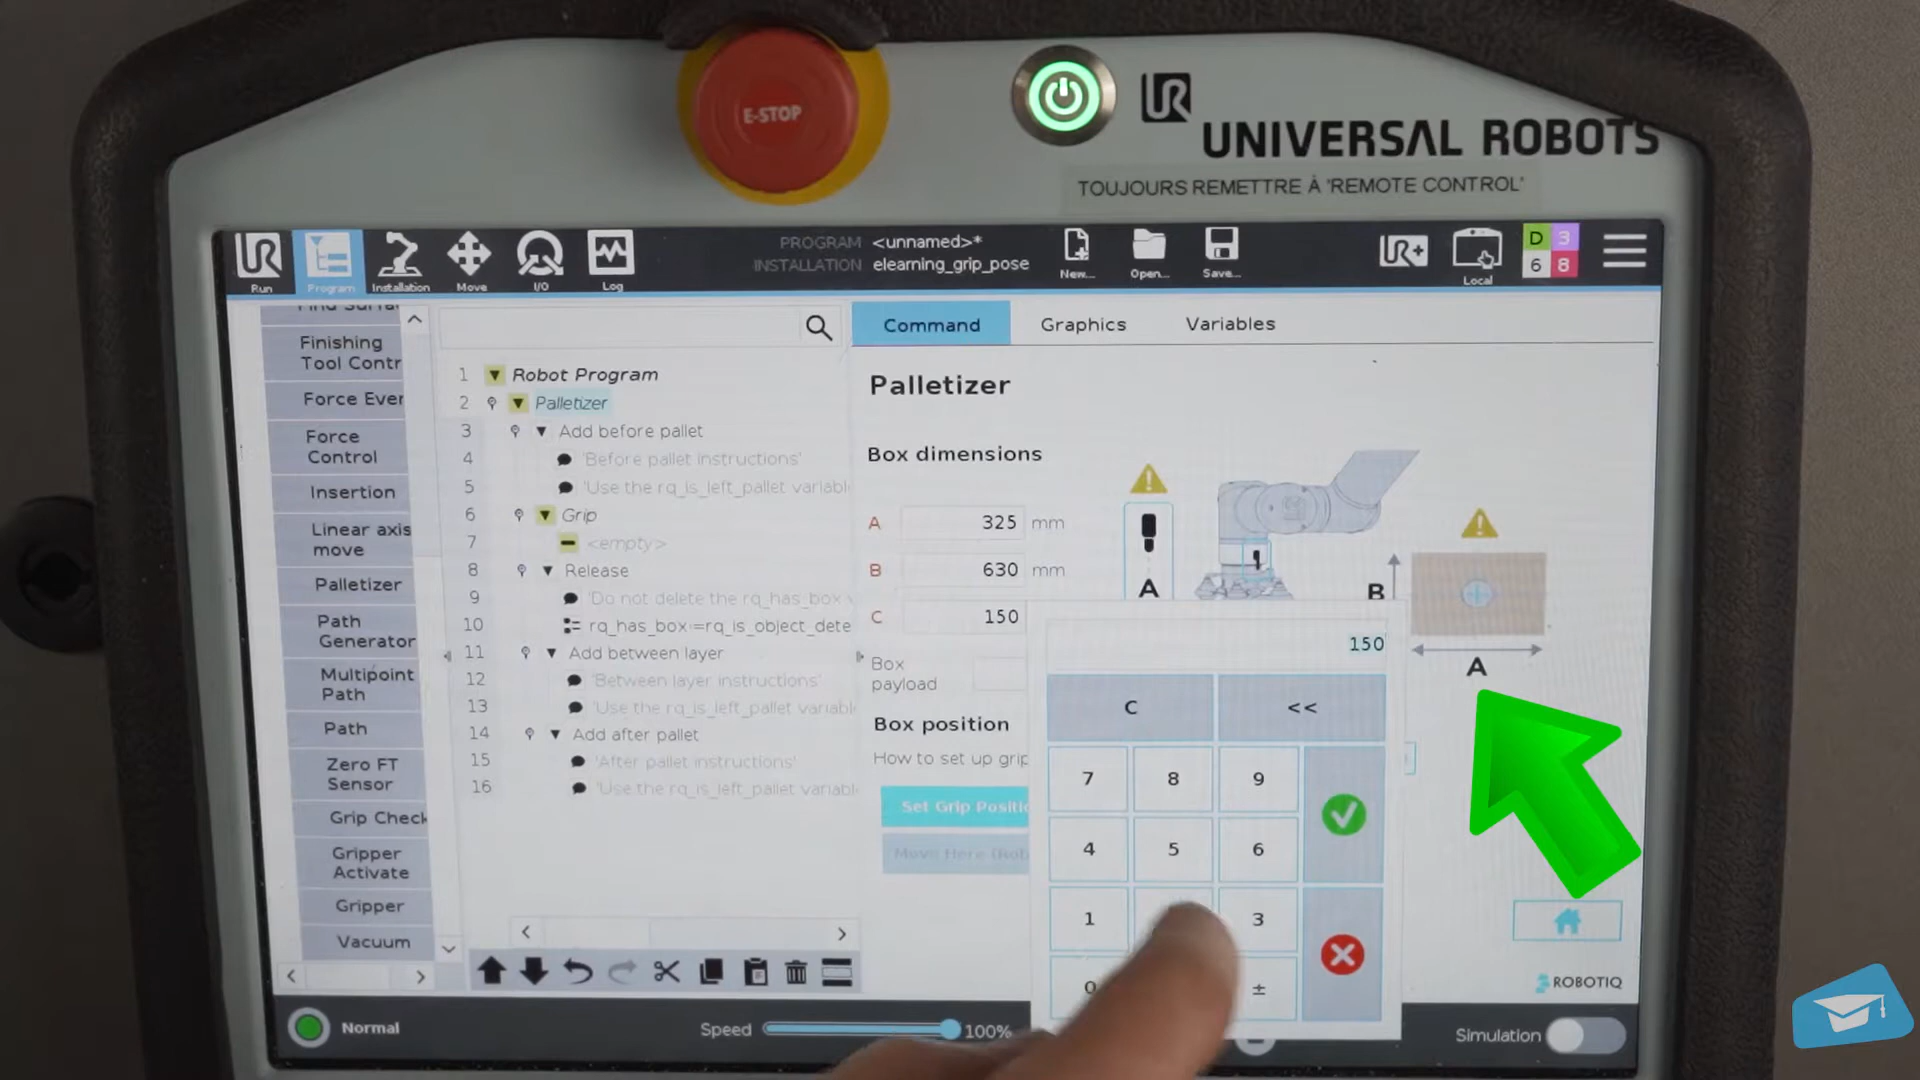 E-STOP
UNIVERSAL ROBOTS
TOUJOURS REMETTRE À 'REMOTE CONTROL'
Run
Program
Installation
Move
I/O
Log
PROGRAM <unnamed>*
INSTALLATION elearning_grip_pose
New...
Open...
Save...
UR+
Local
D 3
6 8
Finishing
Tool Contr
Force Ever
Force
Control
Insertion
Linear axis
move
Palletizer
Path
Generator
Multipoint
Path
Path
Zero FT
Sensor
Grip Check
Gripper
Activate
Gripper
Vacuum
1 Robot Program
2 Palletizer
3 Add before pallet
4 'Before pallet instructions'
5 'Use the rq_is_left_pallet variabl
6 Grip
7 <empty>
8 Release
9 'Do not delete the rq_has_box v
10 rq_has_box:=rq_is_object_dete
11 Add between layer
12 'Between layer instructions'
13 'Use the rq_is_left_pallet variabl
14 Add after pallet
15 'After pallet instructions'
16 'Use the rq_is_left_pallet variabl
Command
Graphics
Variables
Palletizer
Box dimensions
A 325 mm
B 630 mm
C 150
Box
payload
Box position
How to set up grip
Set Grip Positio
Move Here (Rob
A
B
A
150
C <<
7 8 9
4 5 6
1 3
0 ±
ROBOTIQ
Normal
Speed
100%
Simulation